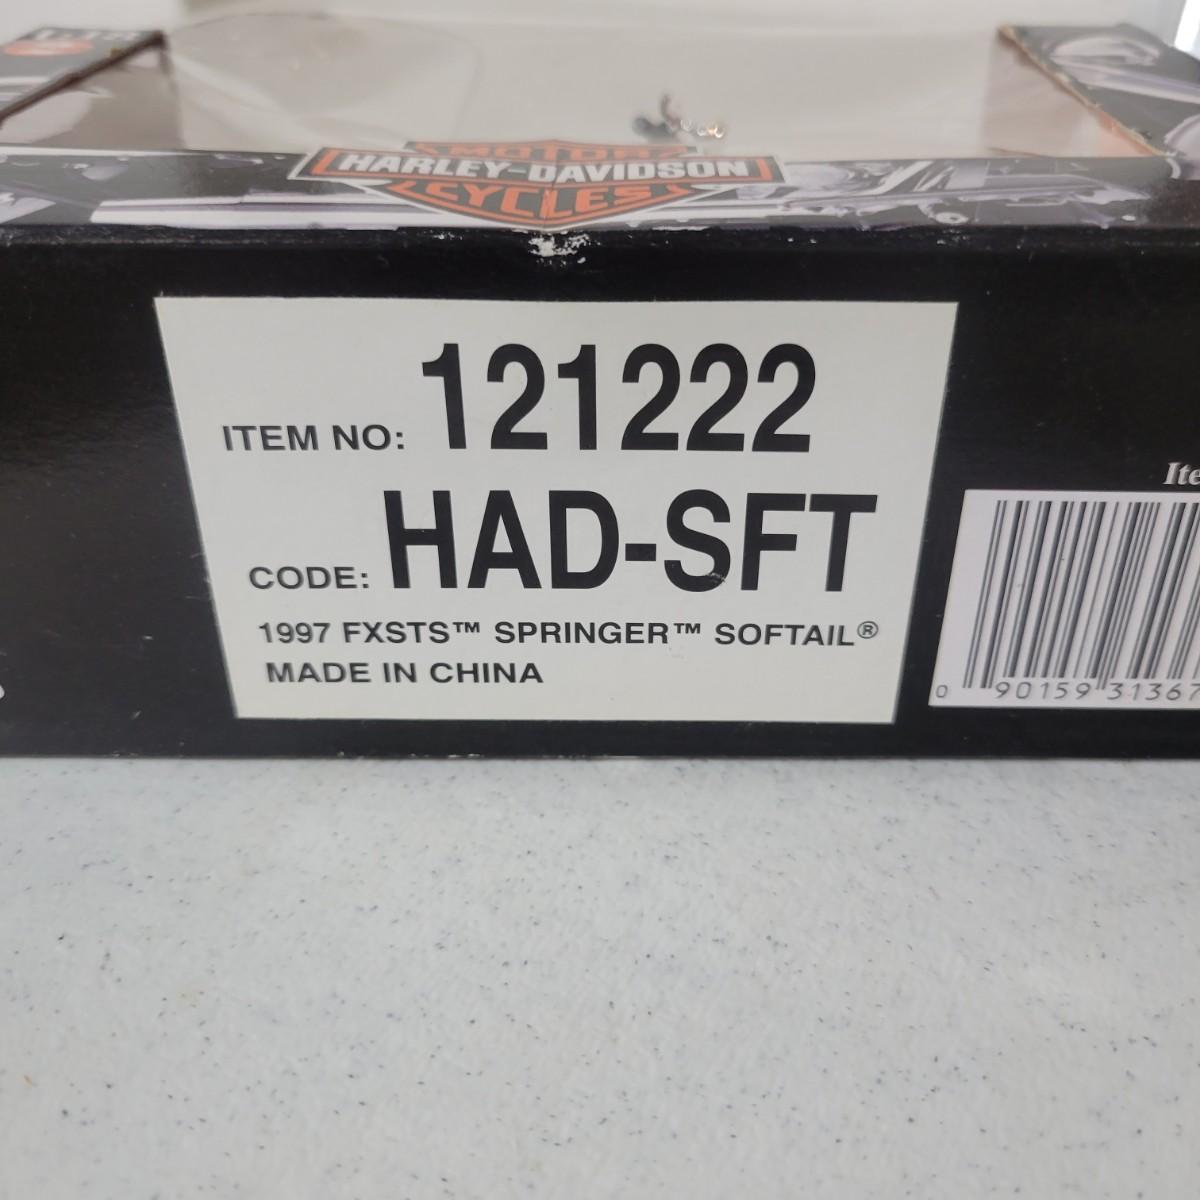 MOTOR
HARLEY-DAVIDSON
CYCLES
ITEM NO: 121222
CODE: HAD-SFT
1997 FXSTS™ SPRINGER™ SOFTAIL®
MADE IN CHINA
0 90159 31367